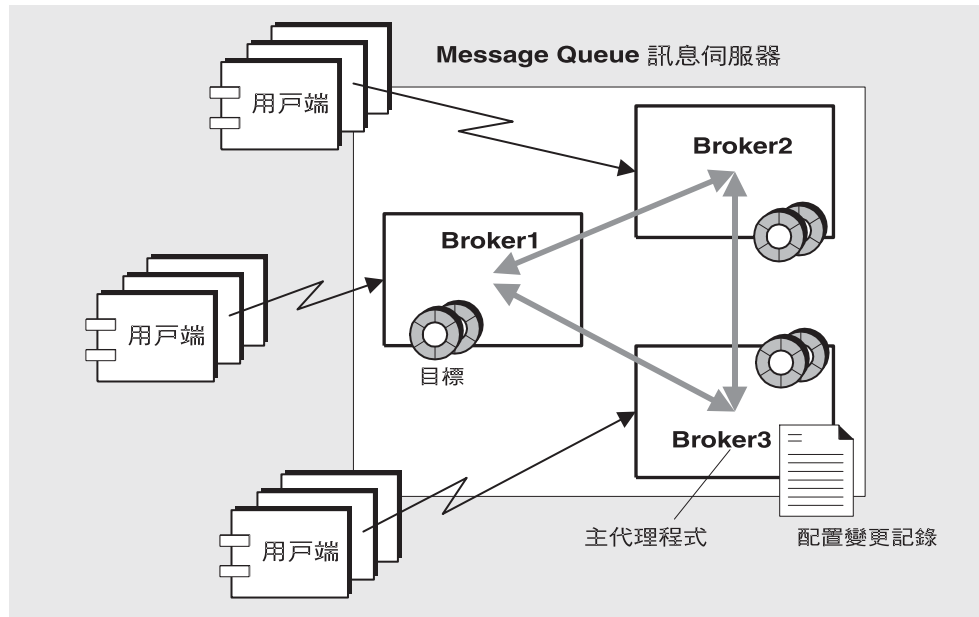 Message Queue 訊息伺服器
用戶端
Broker2
Broker1
用戶端
目標
Broker3
用戶端
主代理程式
配置變更記錄